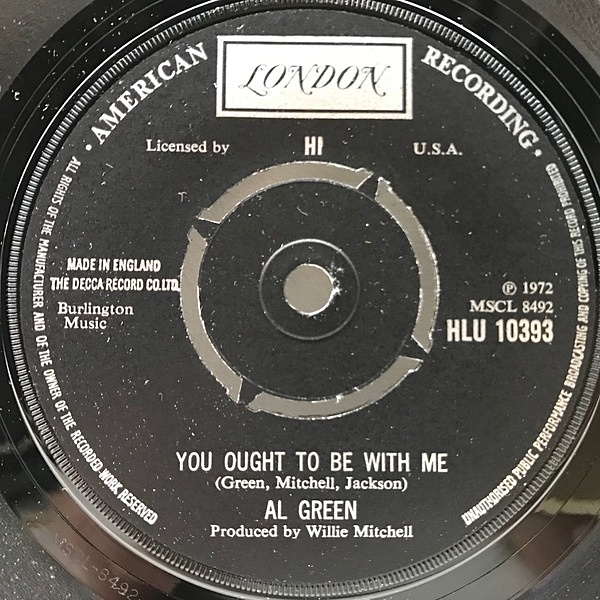 · AMERICAN RECORDING ·
LONDON
Licensed by HI U.S.A.
MADE IN ENGLAND
THE DECCA RECORD CO.LTD.
Burlington
Music
℗ 1972
MSCL 8492
HLU 10393
YOU OUGHT TO BE WITH ME
(Green, Mitchell, Jackson)
AL GREEN
Produced by Willie Mitchell
ALL RIGHTS OF THE MANUFACTURER AND OF THE OWNER OF THE RECORDED WORK RESERVED
UNAUTHORISED PUBLIC PERFORMANCE BROADCASTING AND COPYING OF THIS RECORD PROHIBITED